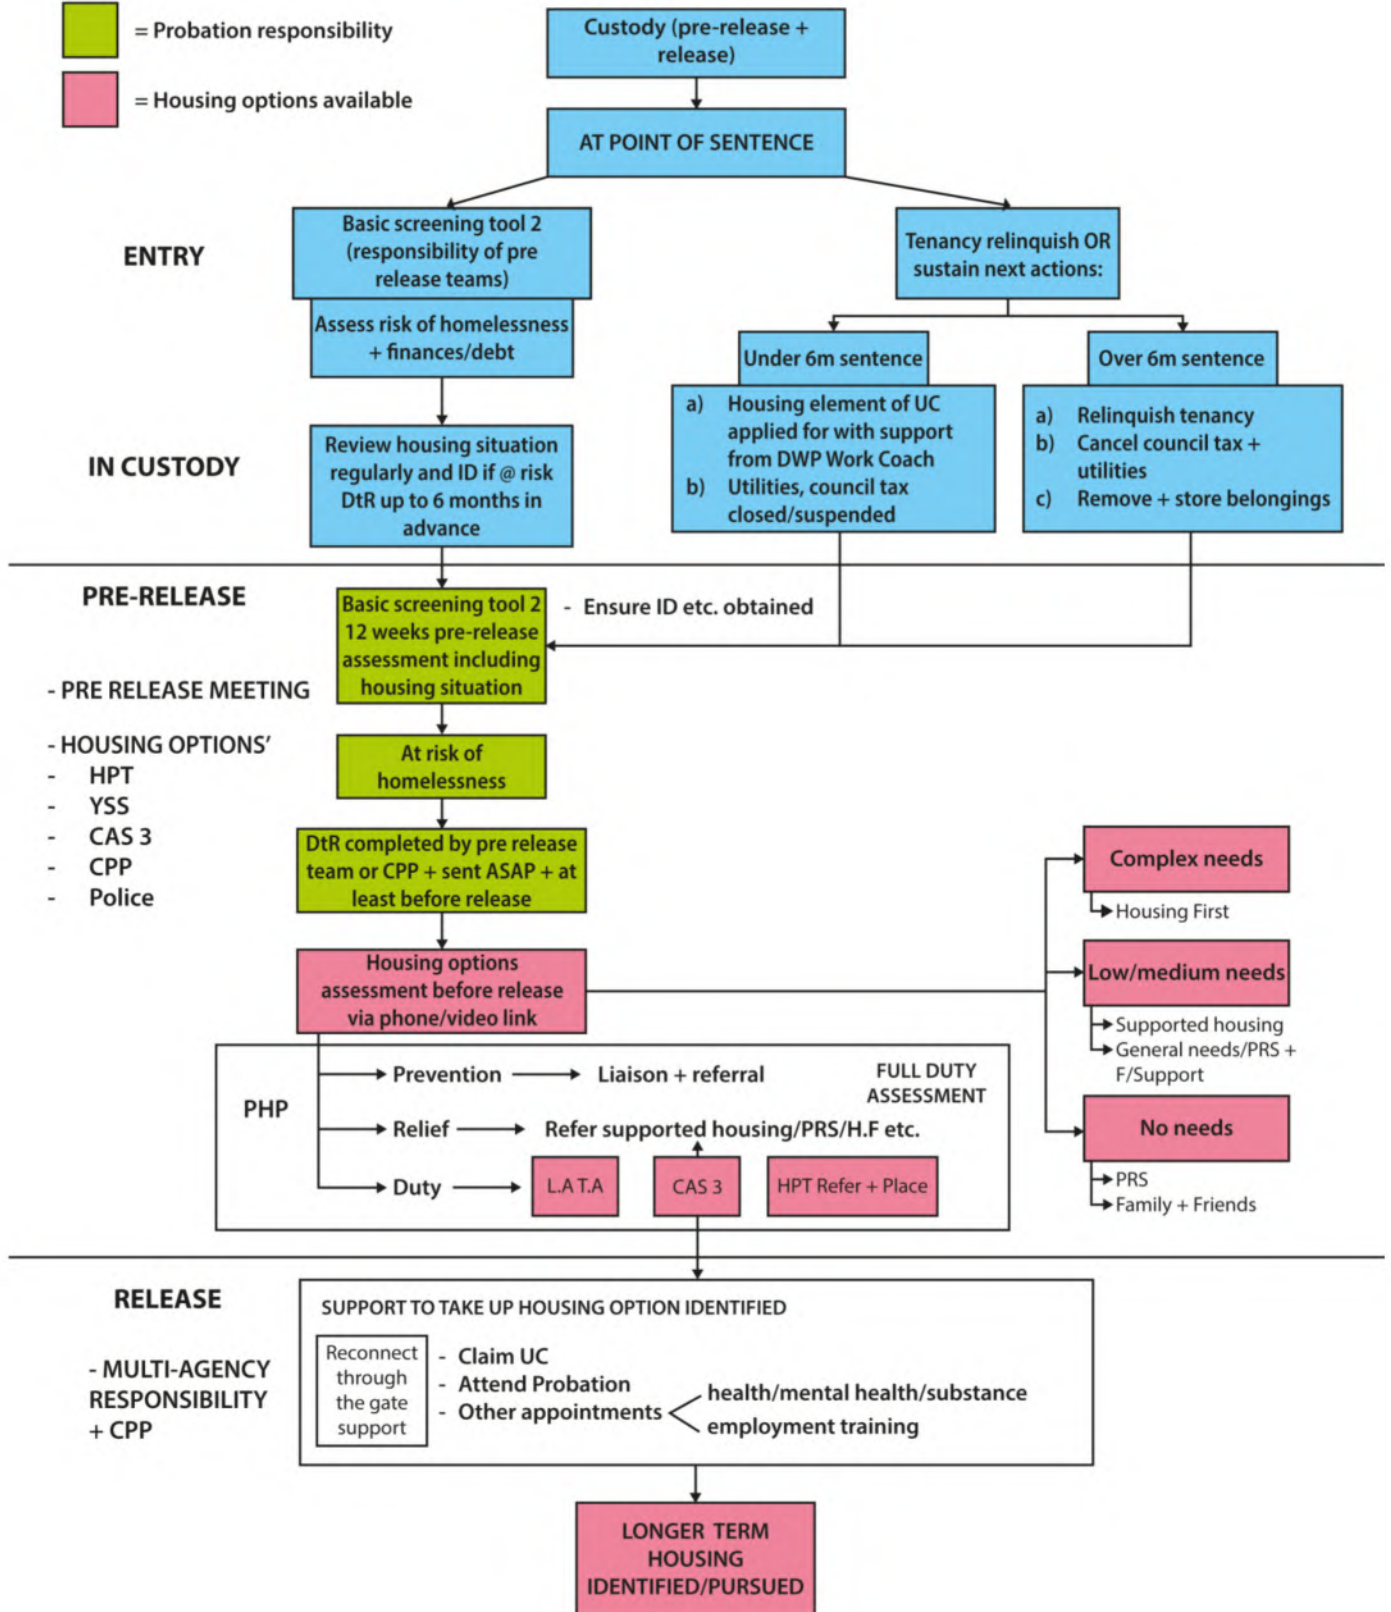 = Probation responsibility
= Housing options available
Custody (pre-release +
release)
AT POINT OF SENTENCE
ENTRY
Basic screening tool 2
(responsibility of pre
release teams)
Assess risk of homelessness
+ finances/debt
Tenancy relinquish OR
sustain next actions:
Under 6m sentence
a) Housing element of UC
applied for with support
from DWP Work Coach
b) Utilities, council tax
closed/suspended
Over 6m sentence
a) Relinquish tenancy
b) Cancel council tax +
utilities
c) Remove + store belongings
IN CUSTODY
Review housing situation
regularly and ID if @ risk
DtR up to 6 months in
advance
PRE-RELEASE
- PRE RELEASE MEETING
- HOUSING OPTIONS'
- HPT
- YSS
- CAS 3
- CPP
- Police
Basic screening tool 2
12 weeks pre-release
assessment including
housing situation
- Ensure ID etc. obtained
At risk of
homelessness
DtR completed by pre release
team or CPP + sent ASAP + at
least before release
Housing options
assessment before release
via phone/video link
Complex needs
Housing First
Low/medium needs
Supported housing
General needs/PRS +
F/Support
No needs
PRS
Family + Friends
PHP
Prevention
Liaison + referral
FULL DUTY
ASSESSMENT
Relief
Refer supported housing/PRS/H.F etc.
Duty
L.A T.A
CAS 3
HPT Refer + Place
RELEASE
- MULTI-AGENCY
RESPONSIBILITY
+ CPP
SUPPORT TO TAKE UP HOUSING OPTION IDENTIFIED
Reconnect
through
the gate
support
- Claim UC
- Attend Probation
- Other appointments
health/mental health/substance
employment training
LONGER TERM
HOUSING
IDENTIFIED/PURSUED